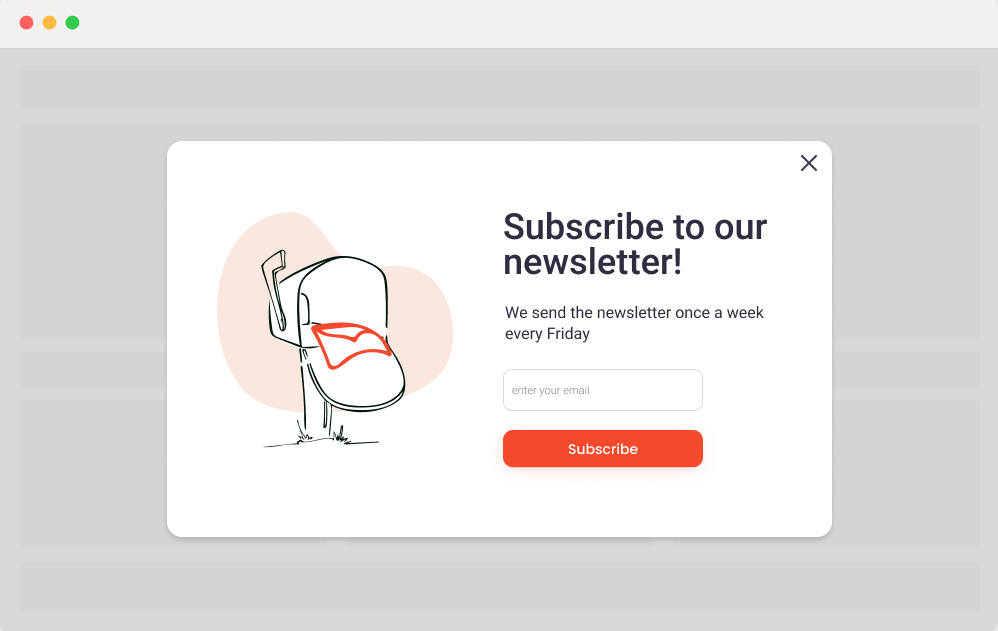 Subscribe to our
newsletter!
We send the newsletter once a week
every Friday
enter your email
Subscribe